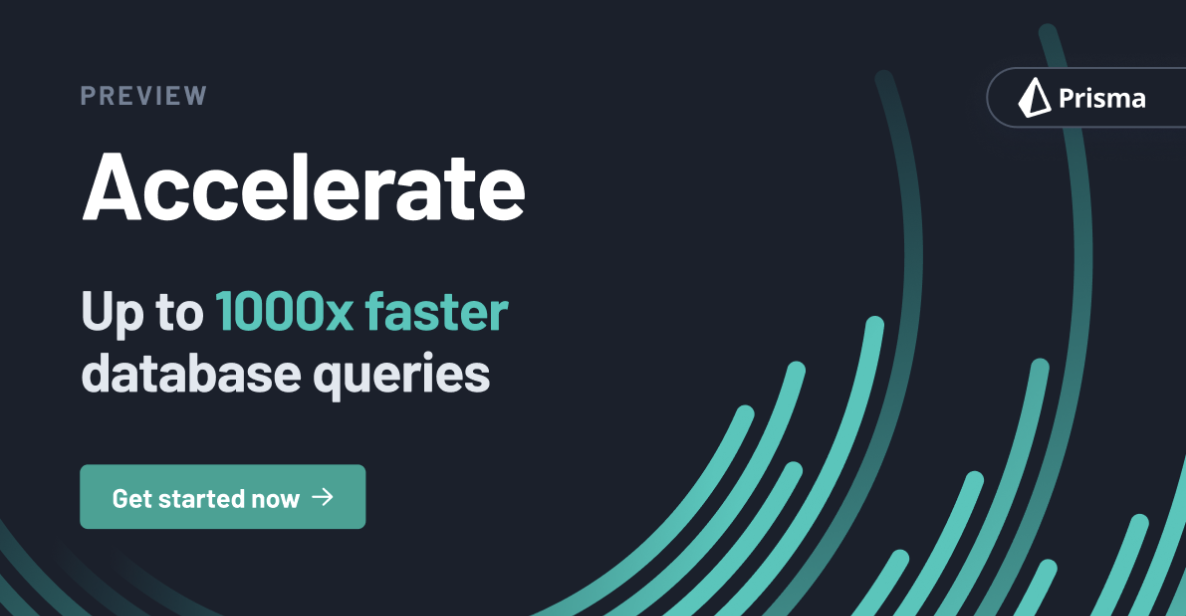 PREVIEW
Prisma
Accelerate
Up to 1000x faster
database queries
Get started now →